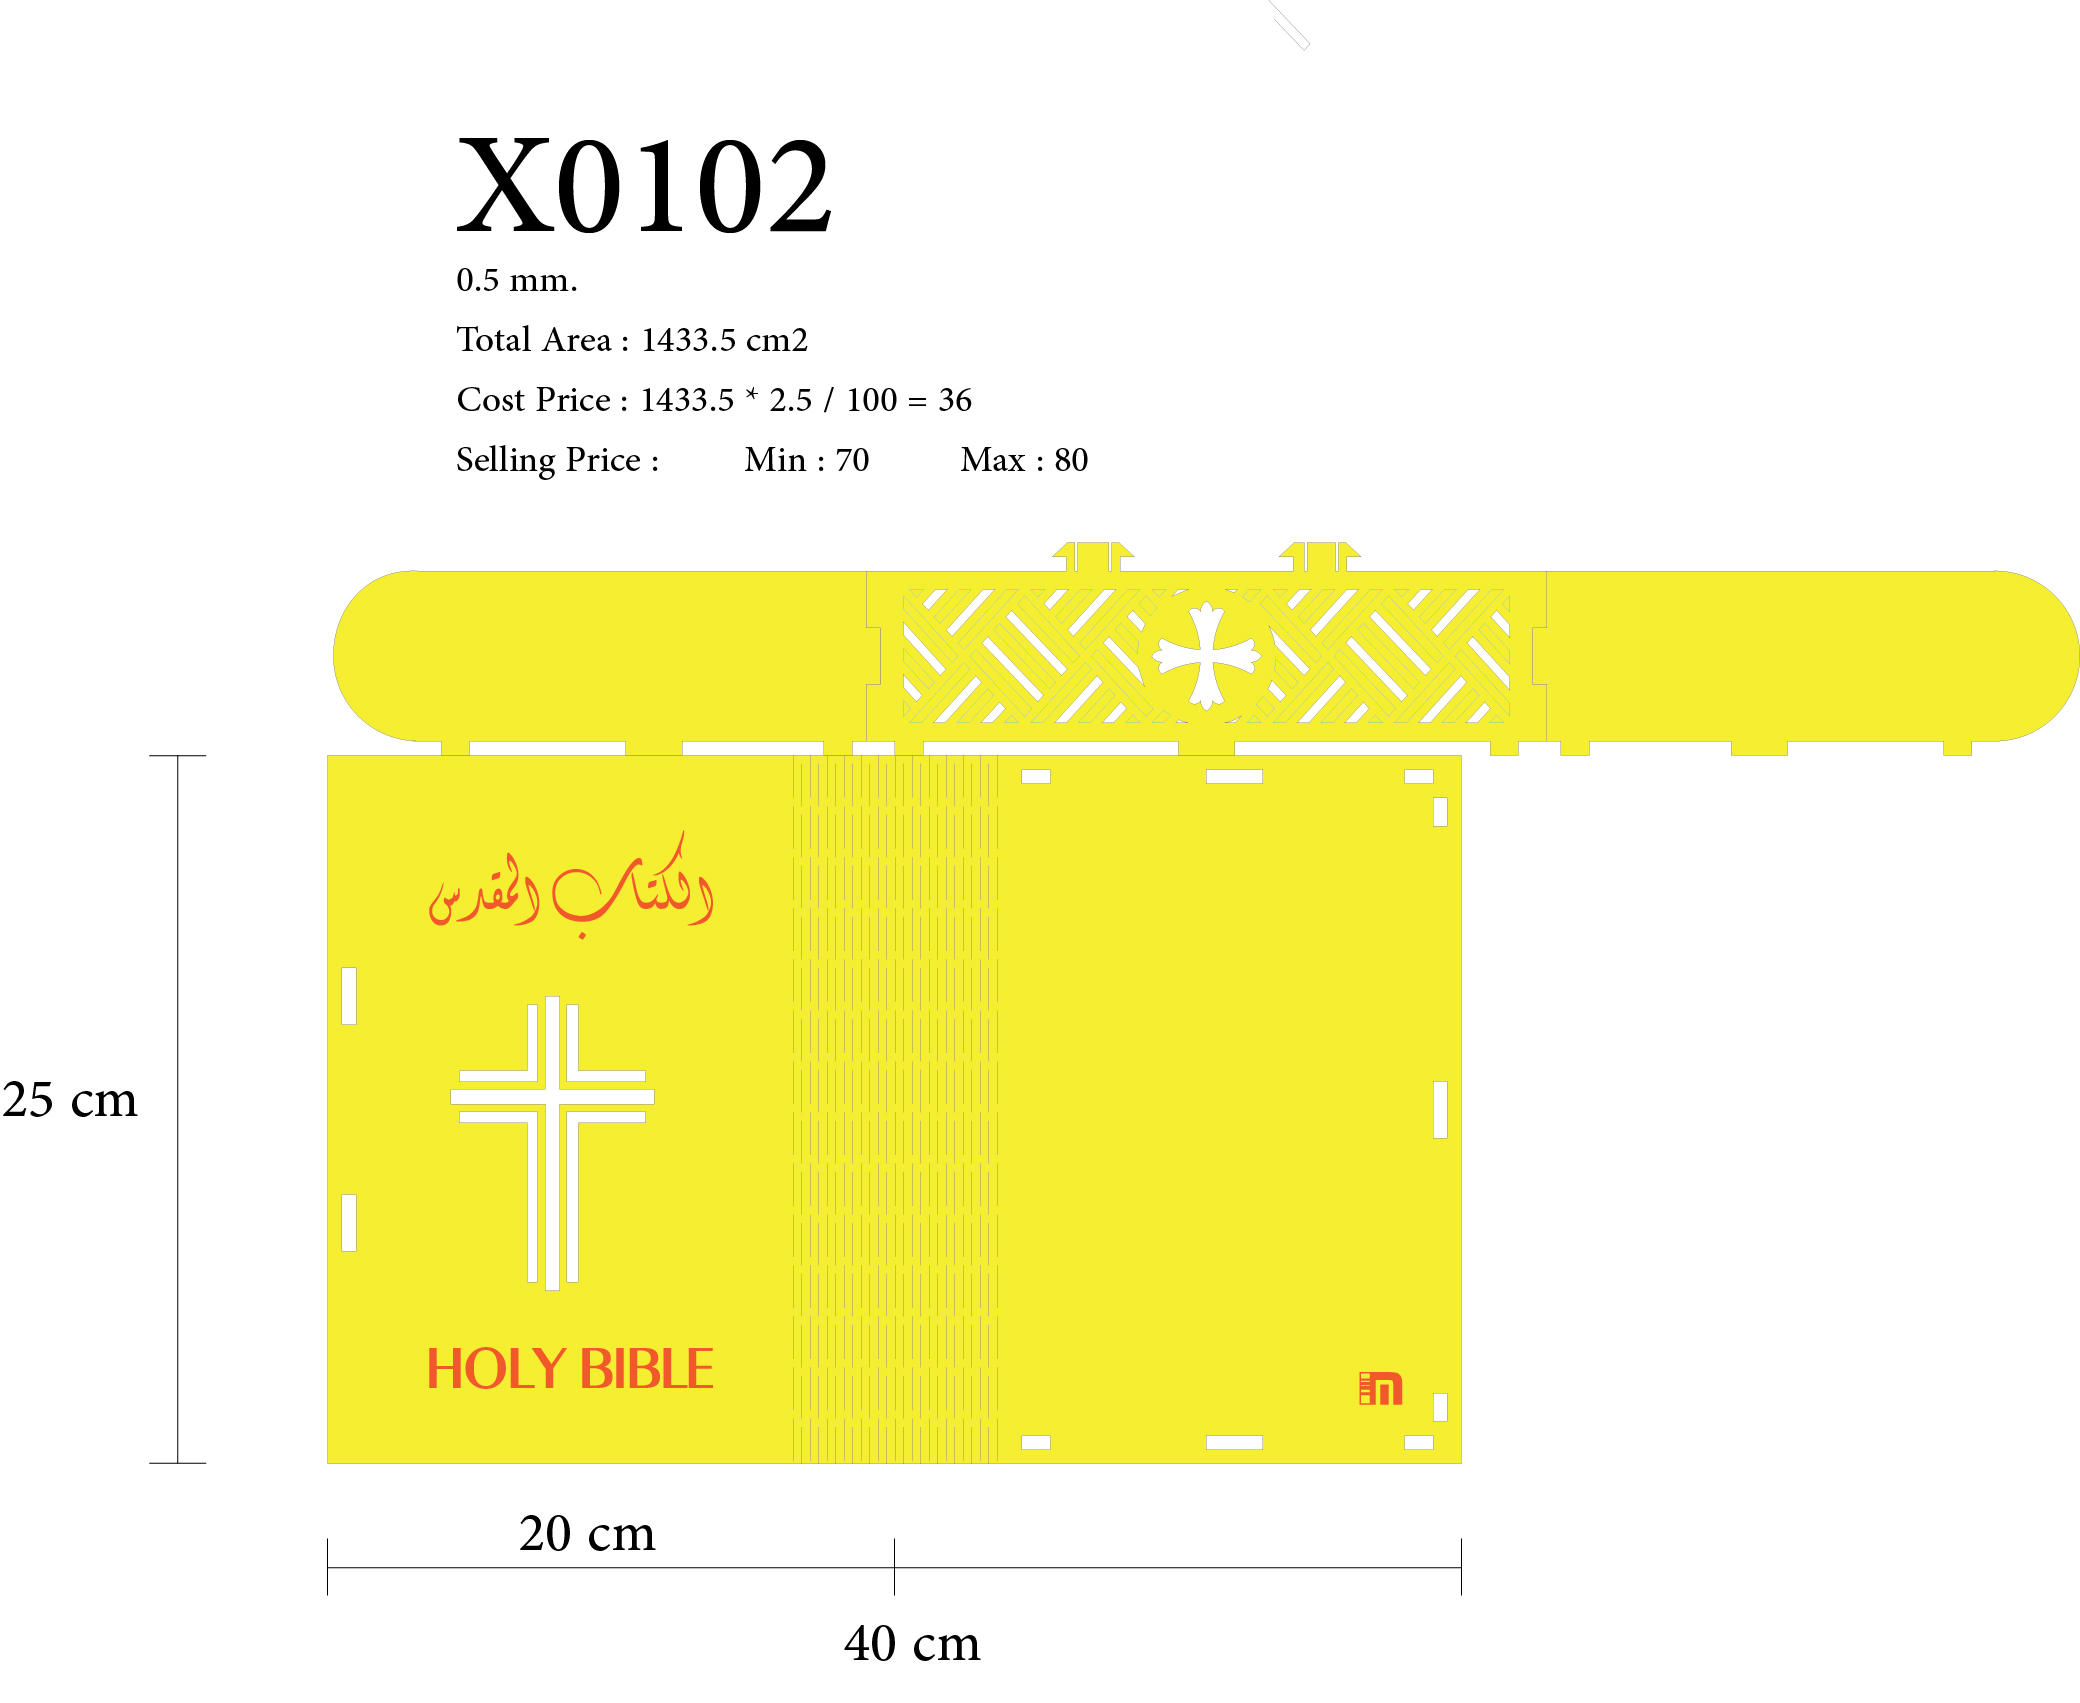 X0102
0.5 mm.
Total Area : 1433.5 cm2
Cost Price : 1433.5 * 2.5 / 100 = 36
Selling Price : Min : 70 Max : 80
الكتاب المقدس
25 cm
HOLY BIBLE
20 cm
40 cm